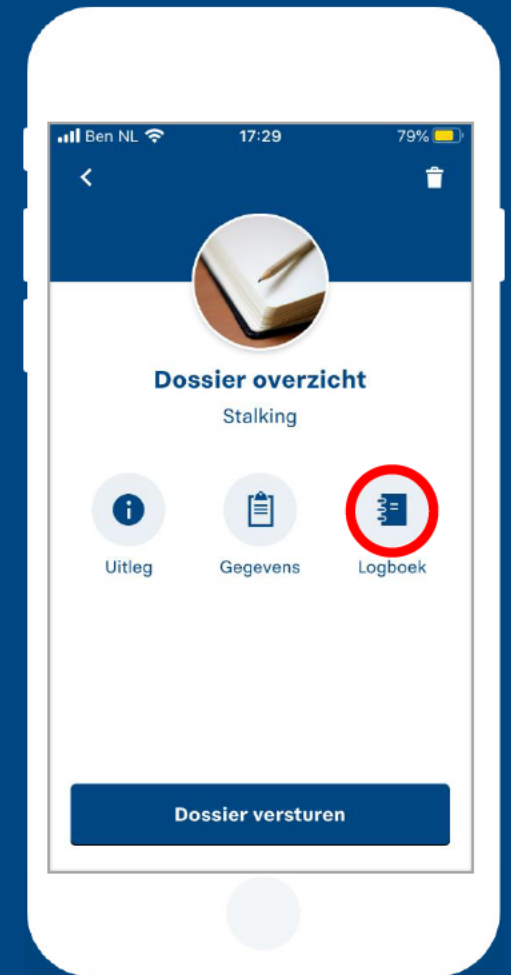 Ben NL 17:29 79%
Dossier overzicht
Stalking
Uitleg Gegevens Logboek
Dossier versturen